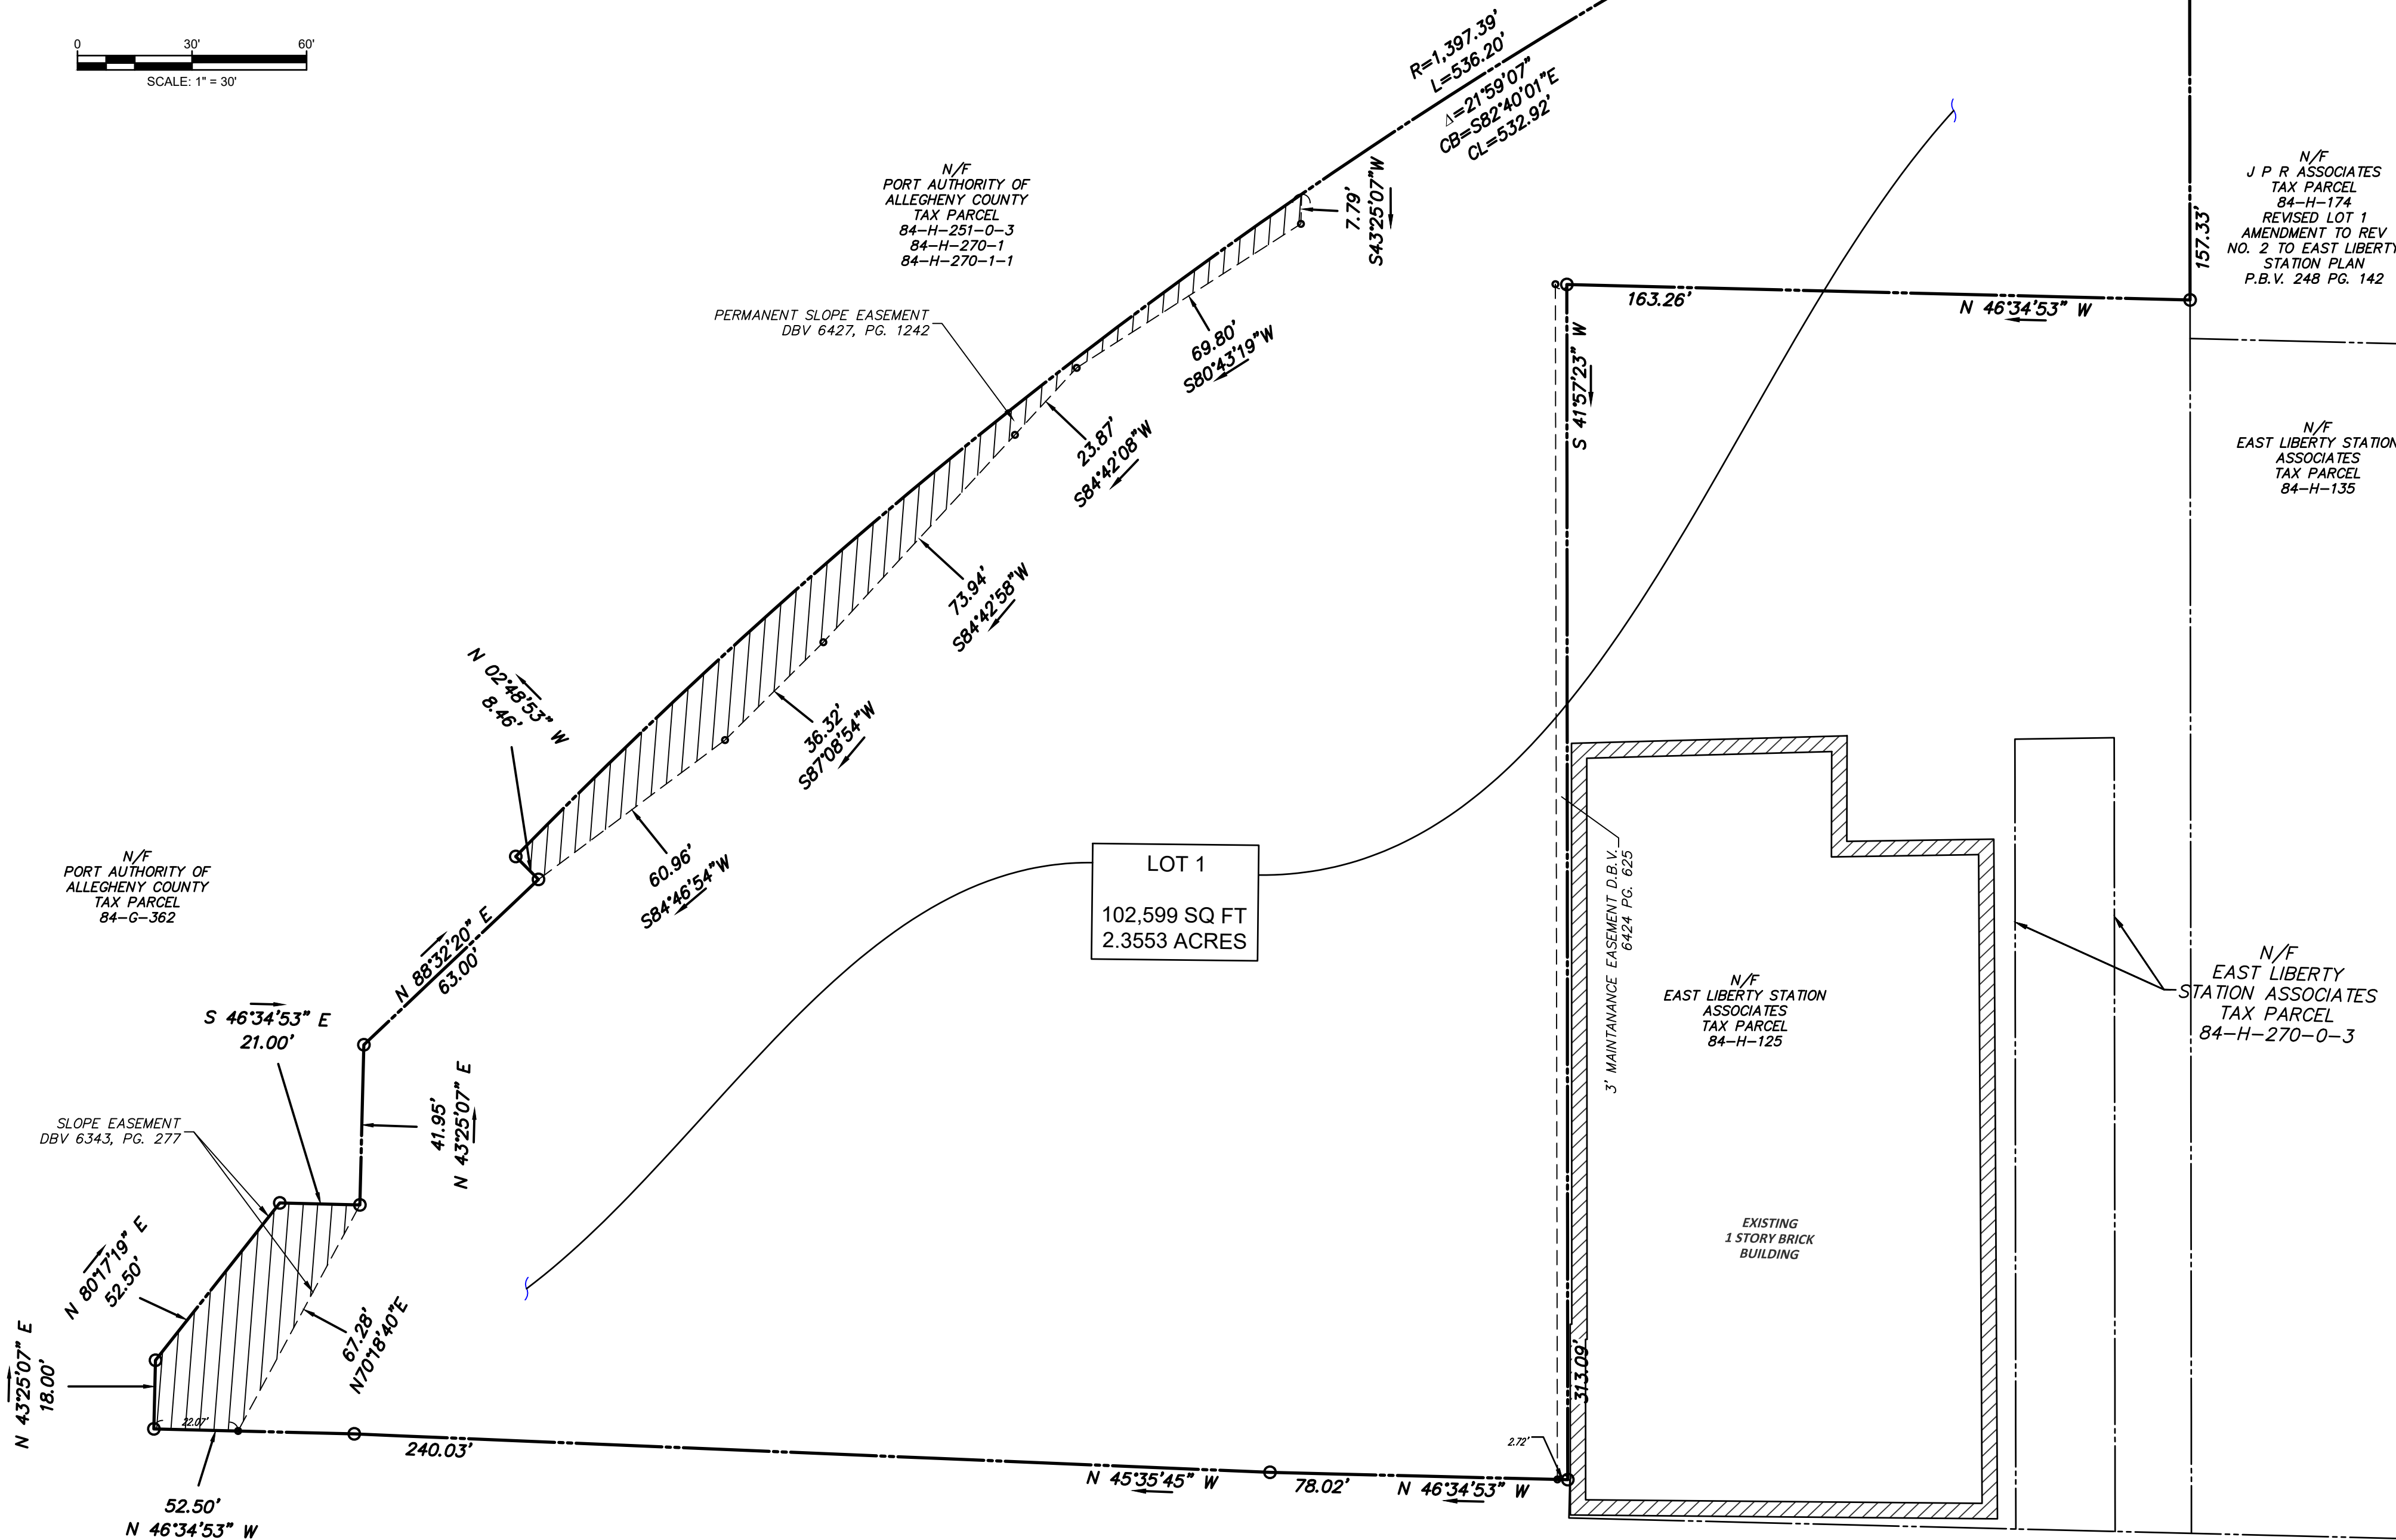 0 30' 60'
SCALE: 1" = 30'
R=1,397.39'
L=536.20'
Δ=21°59'07"
CB=S82°40'01"E
CL=532.92'
N/F
PORT AUTHORITY OF
ALLEGHENY COUNTY
TAX PARCEL
84-H-251-0-3
84-H-270-1
84-H-270-1-1
7.79'
S43°25'07"W
157.33'
N/F
J P R ASSOCIATES
TAX PARCEL
84-H-174
REVISED LOT 1
AMENDMENT TO REV
NO. 2 TO EAST LIBERTY
STATION PLAN
P.B.V. 248 PG. 142
163.26'
N 46°34'53" W
PERMANENT SLOPE EASEMENT
DBV 6427, PG. 1242
69.80'
S80°43'19"W
S 41°57'23" W
23.87'
S84°42'08"W
N/F
EAST LIBERTY STATION
ASSOCIATES
TAX PARCEL
84-H-135
73.94'
S84°42'58"W
N 02°48'53" W
8.46'
36.32'
S87°08'54"W
60.96'
S84°46'54"W
N/F
PORT AUTHORITY OF
ALLEGHENY COUNTY
TAX PARCEL
84-G-362
LOT 1
102,599 SQ FT
2.3553 ACRES
3' MAINTANANCE EASEMENT D.B.V.
6424 PG. 625
N 88°32'20" E
63.00'
N/F
EAST LIBERTY STATION
ASSOCIATES
TAX PARCEL
84-H-125
N/F
EAST LIBERTY
STATION ASSOCIATES
TAX PARCEL
84-H-270-0-3
S 46°34'53" E
21.00'
41.95'
N 43°25'07" E
SLOPE EASEMENT
DBV 6343, PG. 277
N 80°17'19" E
52.50'
EXISTING
1 STORY BRICK
BUILDING
67.28'
N70°18'40"E
N 43°25'07" E
18.00'
313.09'
22.07'
240.03'
N 45°35'45" W
78.02'
N 46°34'53" W
2.72'
52.50'
N 46°34'53" W